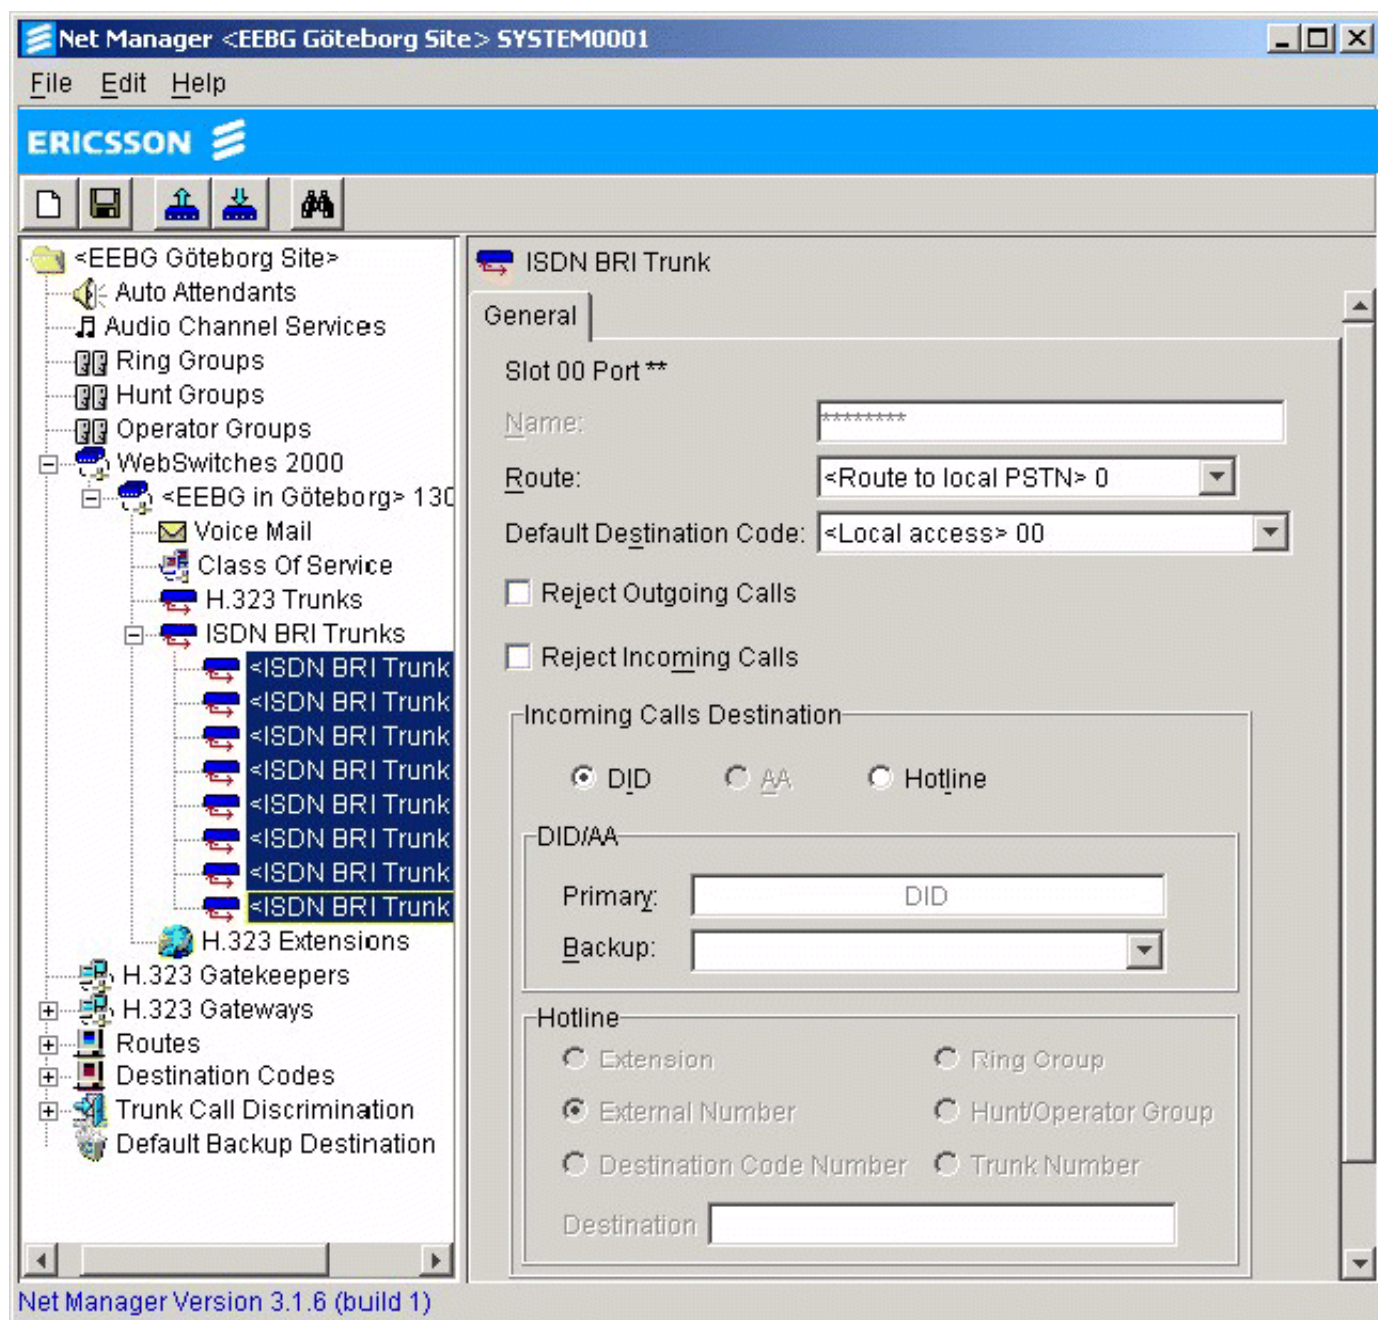 Net Manager <EEBG Göteborg Site> SYSTEM0001
File Edit Help
ERICSSON
<EEBG Göteborg Site>
Auto Attendants
Audio Channel Services
Ring Groups
Hunt Groups
Operator Groups
WebSwitches 2000
<EEBG in Göteborg> 130
Voice Mail
Class Of Service
H.323 Trunks
ISDN BRI Trunks
<ISDN BRI Trunk
<ISDN BRI Trunk
<ISDN BRI Trunk
<ISDN BRI Trunk
<ISDN BRI Trunk
<ISDN BRI Trunk
<ISDN BRI Trunk
<ISDN BRI Trunk
H.323 Extensions
H.323 Gatekeepers
H.323 Gateways
Routes
Destination Codes
Trunk Call Discrimination
Default Backup Destination
ISDN BRI Trunk
General
Slot 00 Port **
Name: ********
Route: <Route to local PSTN> 0
Default Destination Code: <Local access> 00
Reject Outgoing Calls
Reject Incoming Calls
Incoming Calls Destination
DID AA Hotline
DID/AA
Primary: DID
Backup:
Hotline
Extension Ring Group
External Number Hunt/Operator Group
Destination Code Number Trunk Number
Destination
Net Manager Version 3.1.6 (build 1)